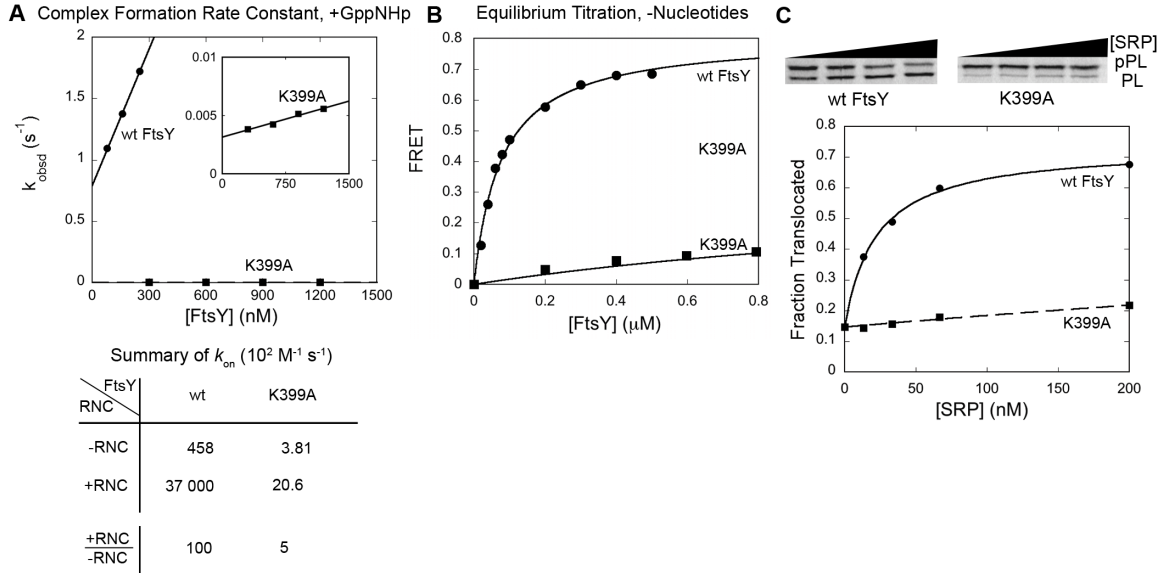 A Complex Formation Rate Constant, +GppNHp
2
1.5
1
0.5
0
k_obsd (s⁻¹)
wt FtsY
0.01
0.005
0
K399A
0 750 1500
K399A
0 300 600 900 1200 1500
[FtsY] (nM)
Summary of k_on (10² M⁻¹ s⁻¹)
FtsY
RNC
wt K399A
-RNC 458 3.81
+RNC 37 000 20.6
+RNC
-RNC
100 5
B Equilibrium Titration, -Nucleotides
0.8
0.7
0.6
0.5
0.4
0.3
0.2
0.1
0
FRET
wt FtsY
K399A
K399A
0 0.2 0.4 0.6 0.8
[FtsY] (μM)
C
[SRP]
pPL
PL
wt FtsY K399A
0.8
0.7
0.6
0.5
0.4
0.3
0.2
0.1
0
Fraction Translocated
wt FtsY
K399A
0 50 100 150 200
[SRP] (nM)